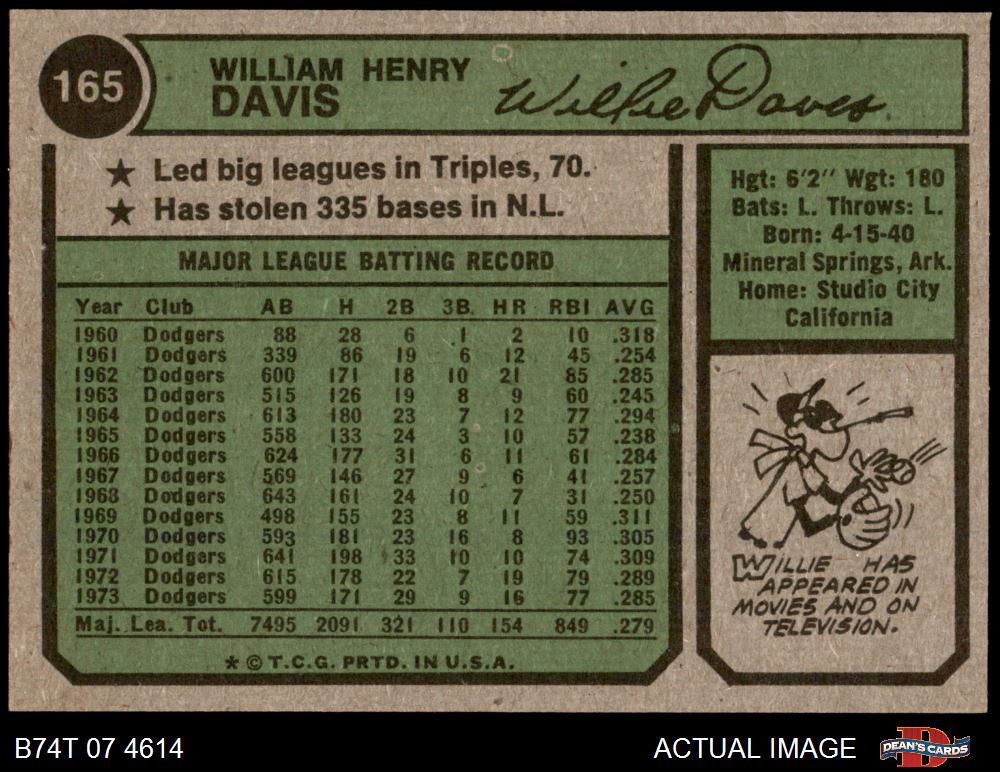 165
WILLIAM HENRY
DAVIS
Willie Davis
★ Led big leagues in Triples, 70.
★ Has stolen 335 bases in N.L.
MAJOR LEAGUE BATTING RECORD
Year Club AB H 2B 3B. HR RBI AVG
1960 Dodgers 88 28 6 1 2 10 .318
1961 Dodgers 339 86 19 6 12 45 .254
1962 Dodgers 600 171 18 10 21 85 .285
1963 Dodgers 515 126 19 8 9 60 .245
1964 Dodgers 613 180 23 7 12 77 .294
1965 Dodgers 558 133 24 3 10 57 .238
1966 Dodgers 624 177 31 6 11 61 .284
1967 Dodgers 569 146 27 9 6 41 .257
1968 Dodgers 643 161 24 10 7 31 .250
1969 Dodgers 498 155 23 8 11 59 .311
1970 Dodgers 593 181 23 16 8 93 .305
1971 Dodgers 641 198 33 10 10 74 .309
1972 Dodgers 615 178 22 7 19 79 .289
1973 Dodgers 599 171 29 9 16 77 .285
Maj. Lea. Tot. 7495 2091 321 110 154 849 .279
★ © T.C.G. PRTD. IN U.S.A.
Hgt: 6'2" Wgt: 180
Bats: L. Throws: L.
Born: 4-15-40
Mineral Springs, Ark.
Home: Studio City
California
WILLIE HAS
APPEARED IN
MOVIES AND ON
TELEVISION.
B74T 07 4614
ACTUAL IMAGE
DEAN'S CARDS